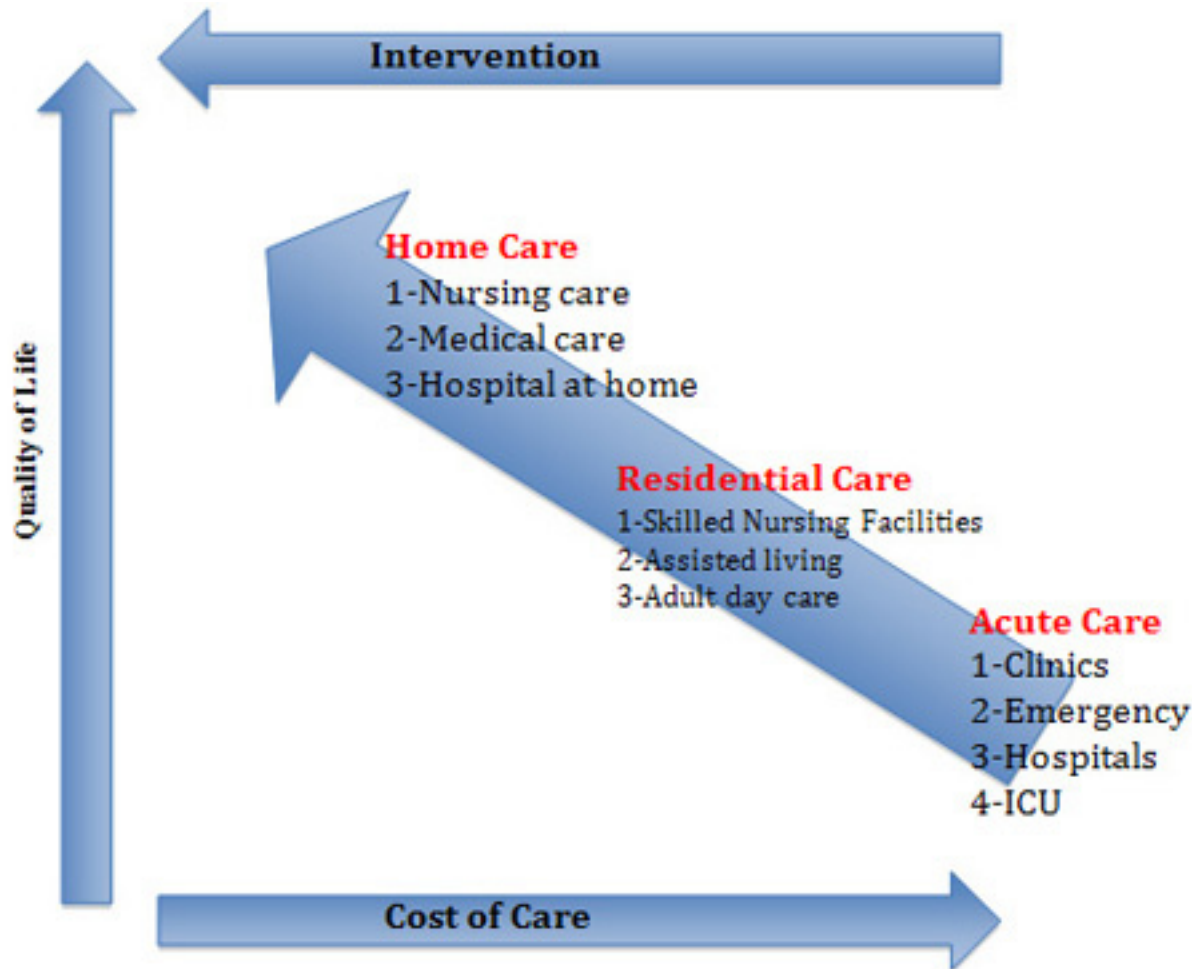 Intervention
Quality of Life
Home Care
1-Nursing care
2-Medical care
3-Hospital at home
Residential Care
1-Skilled Nursing Facilities
2-Assisted living
3-Adult day care
Acute Care
1-Clinics
2-Emergency
3-Hospitals
4-ICU
Cost of Care